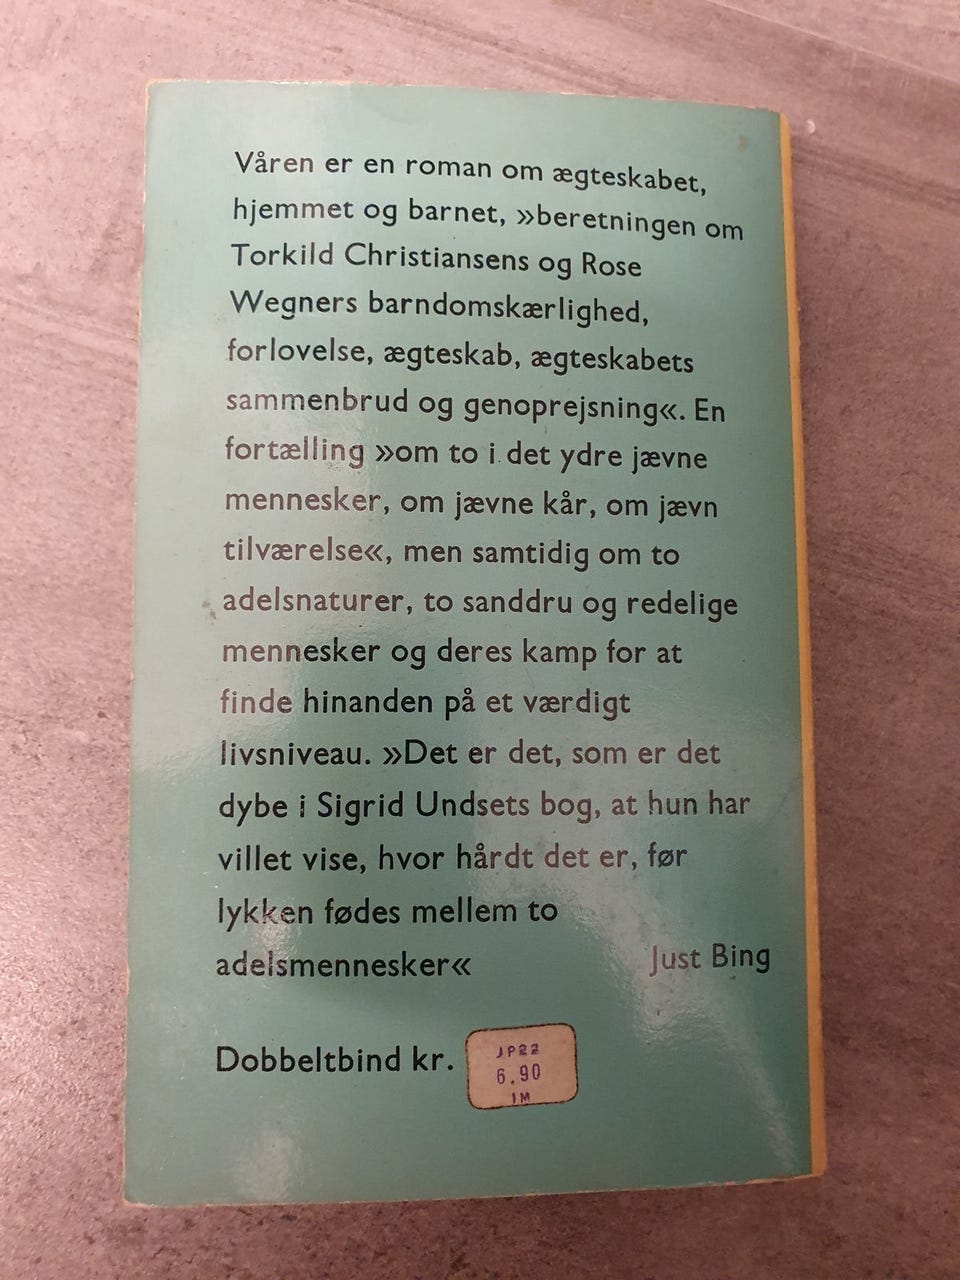 Våren er en roman om ægteskabet,
hjemmet og barnet, »beretningen om
Torkild Christiansens og Rose
Wegners barndomskærlighed,
forlovelse, ægteskab, ægteskabets
sammenbrud og genoprejsning«. En
fortælling »om to i det ydre jævne
mennesker, om jævne kår, om jævn
tilværelse«, men samtidig om to
adelsnaturer, to sanddru og redelige
mennesker og deres kamp for at
finde hinanden på et værdigt
livsniveau. »Det er det, som er det
dybe i Sigrid Undsets bog, at hun har
villet vise, hvor hårdt det er, før
lykken fødes mellem to
adelsmennesker« Just Bing
Dobbeltbind kr.
JP22
6.90
IM